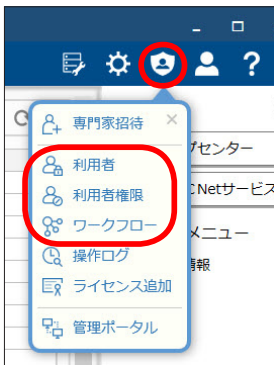 ?
専門家招待 ×
プセンター
利用者
Netサービス
利用者権限
ワークフロー
メニュー
操作ログ
情報
ライセンス追加
管理ポータル